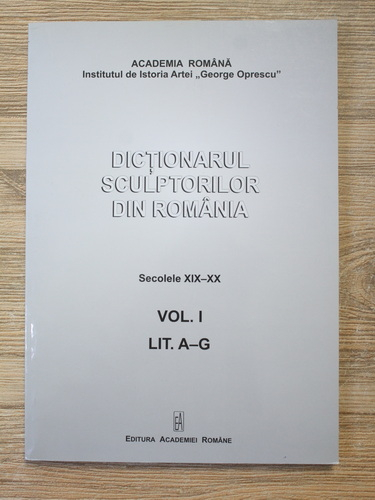 ACADEMIA ROMÂNĂ
Institutul de Istoria Artei „George Oprescu”
DICȚIONARUL
SCULPTORILOR
DIN ROMÂNIA
Secolele XIX–XX
VOL. I
LIT. A–G
EA
EDITURA ACADEMIEI ROMÂNE